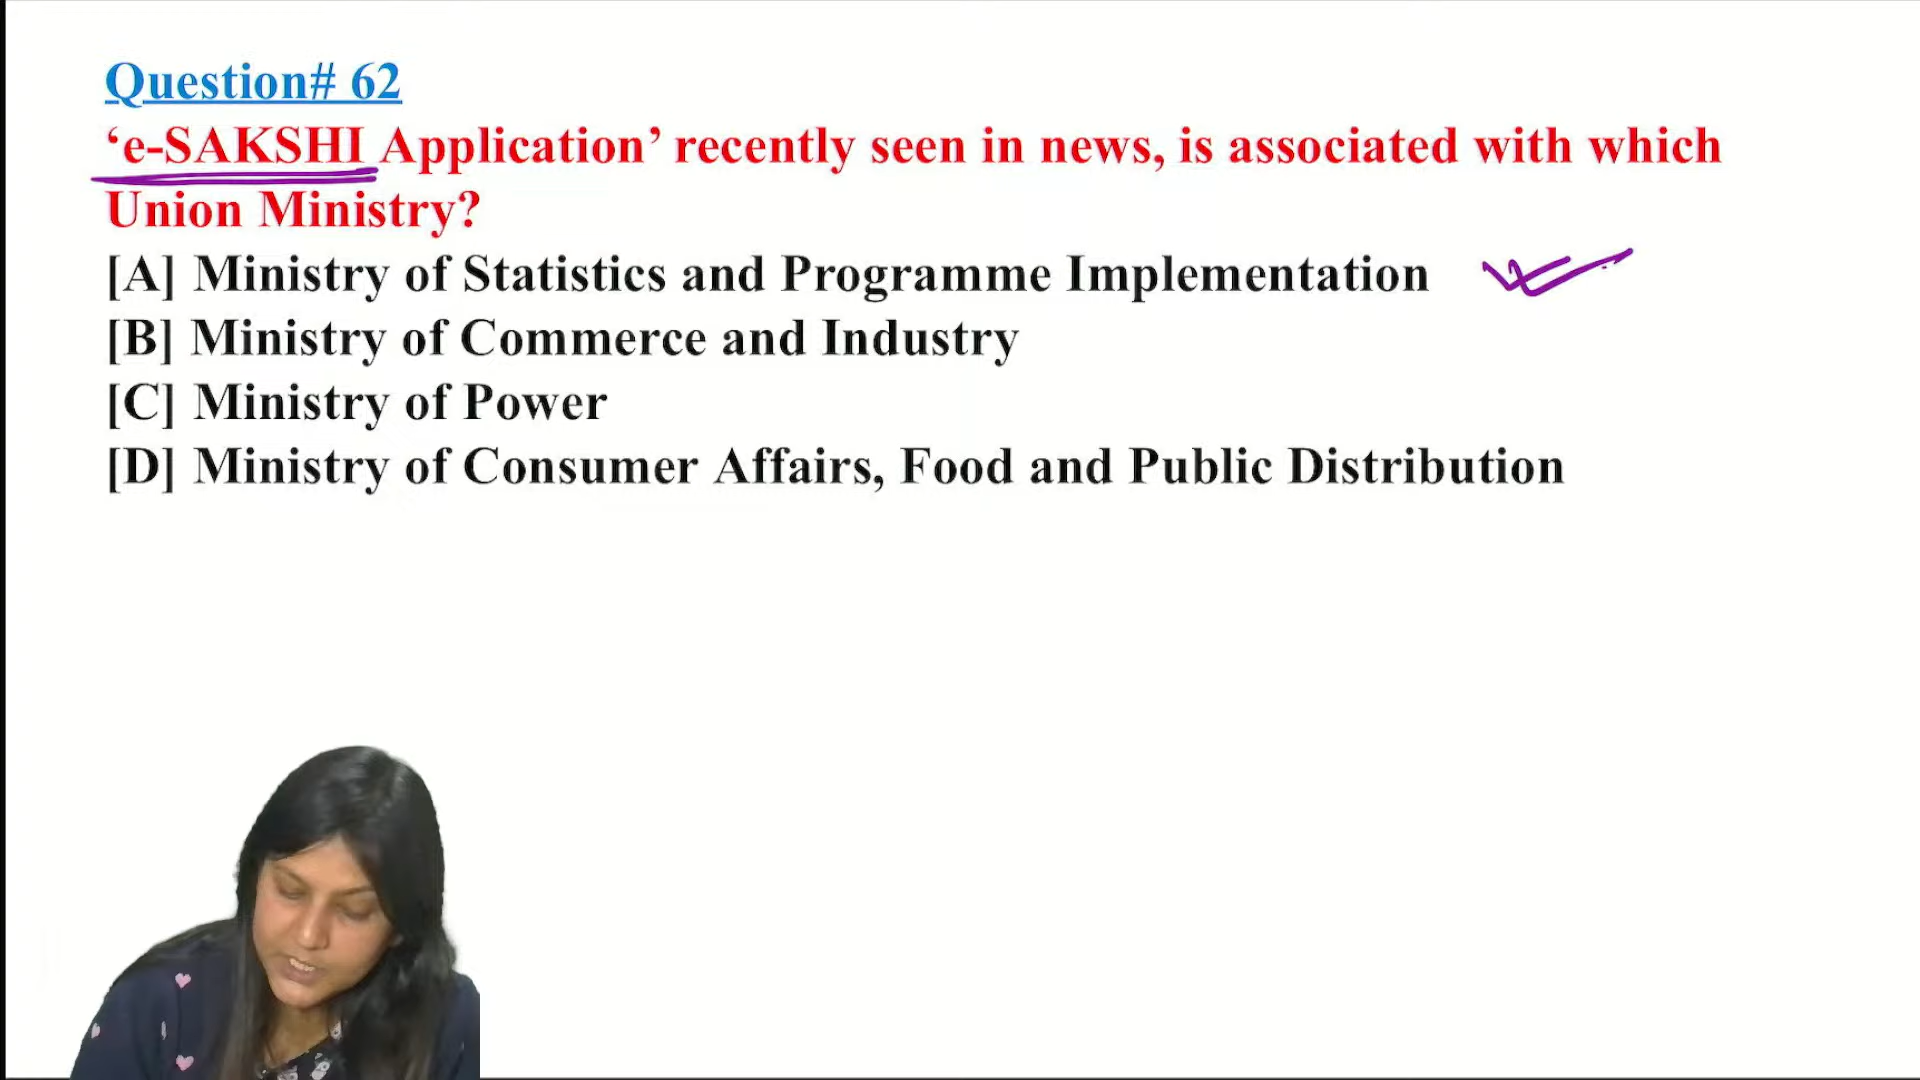 Question# 62
‘e-SAKSHI Application’ recently seen in news, is associated with which
Union Ministry?
[A] Ministry of Statistics and Programme Implementation
[B] Ministry of Commerce and Industry
[C] Ministry of Power
[D] Ministry of Consumer Affairs, Food and Public Distribution